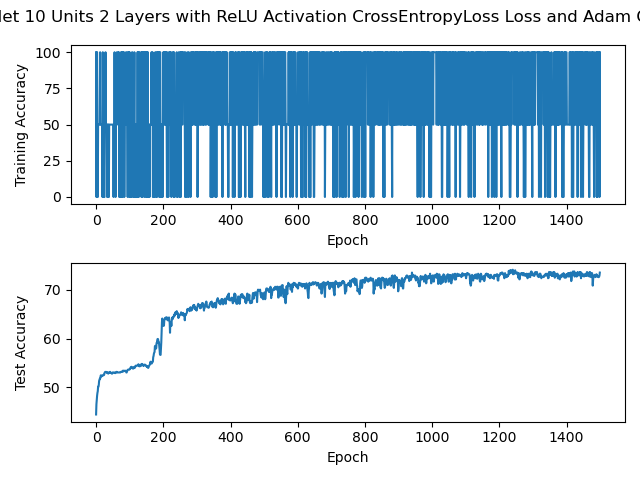 10 Units 2 Layers with ReLU Activation CrossEntropyLoss Loss and Adam
100
75
50
25
0
Training Accuracy
0 200 400 600 800 1000 1200 1400
Epoch
70
60
50
Test Accuracy
0 200 400 600 800 1000 1200 1400
Epoch